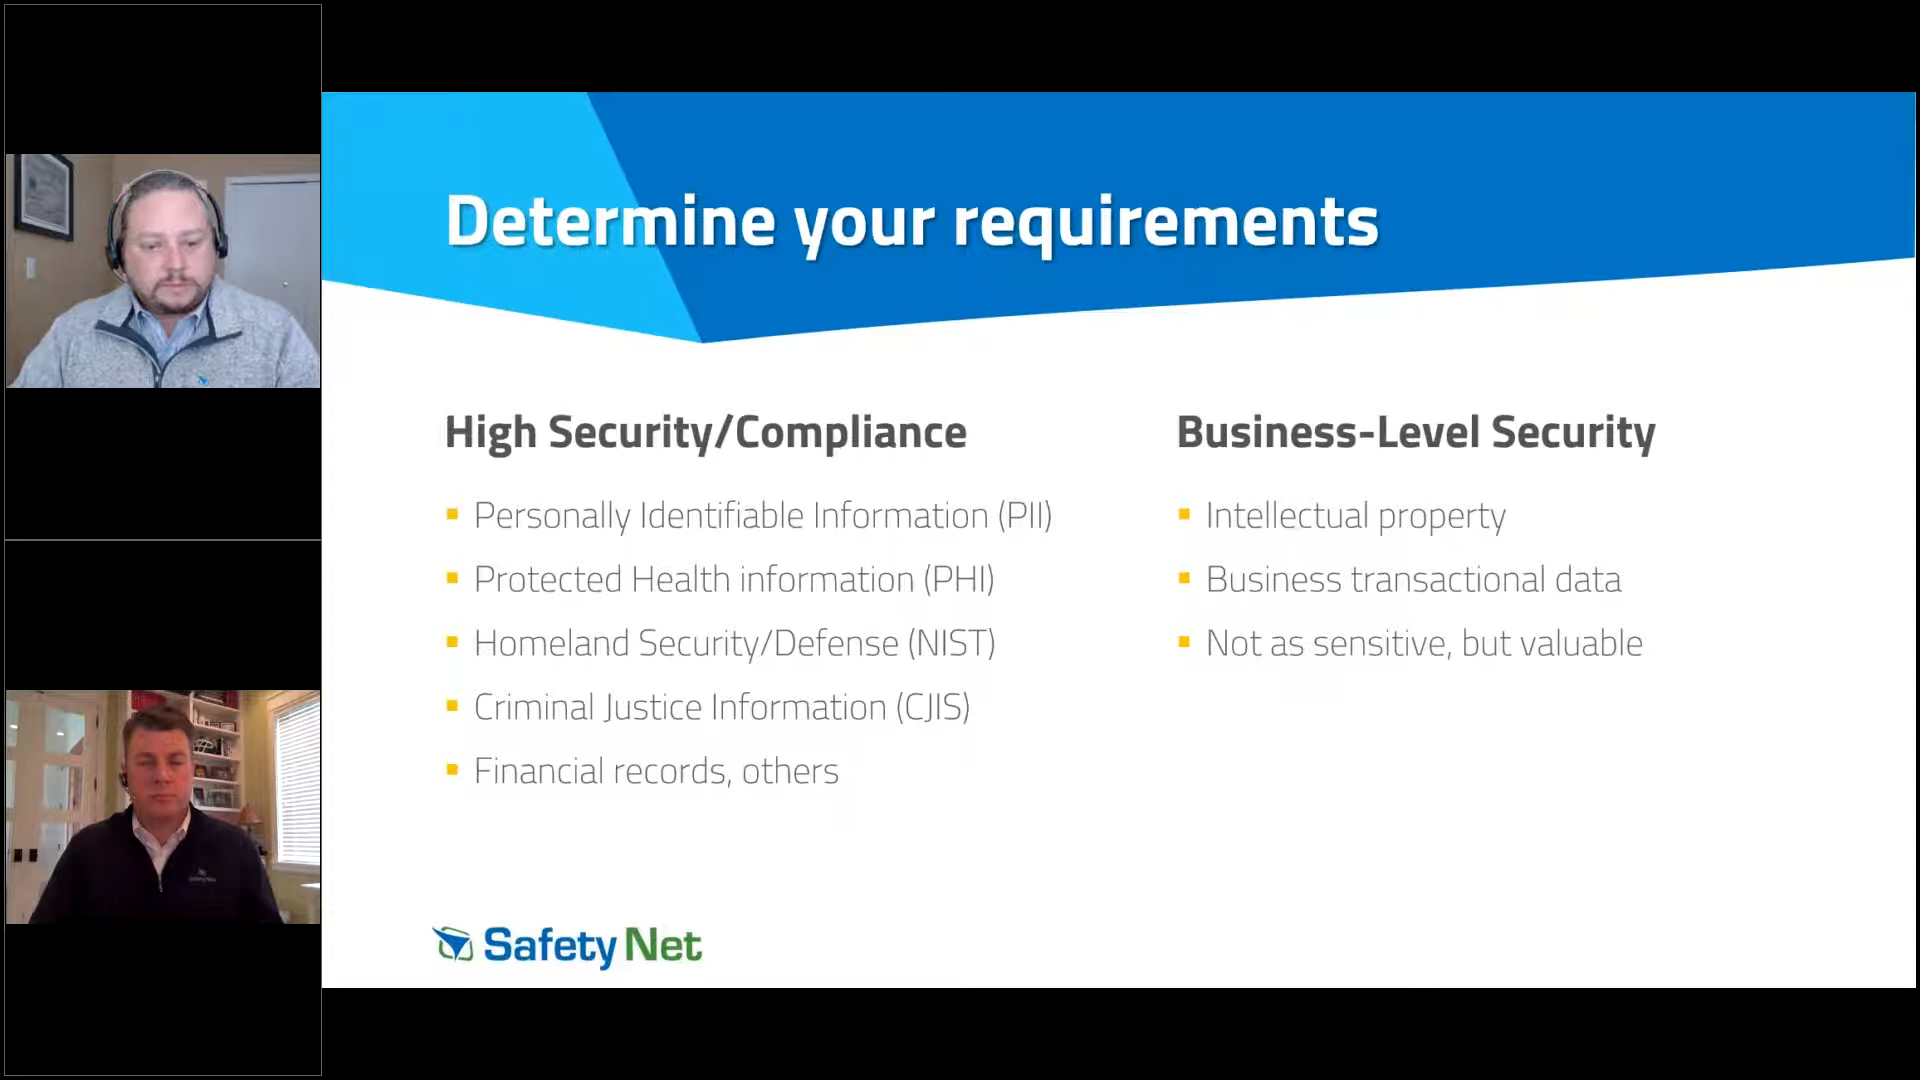 Determine your requirements
High Security/Compliance
Personally Identifiable Information (PII)
Protected Health information (PHI)
Homeland Security/Defense (NIST)
Criminal Justice Information (CJIS)
Financial records, others
Business-Level Security
Intellectual property
Business transactional data
Not as sensitive, but valuable
Safety Net